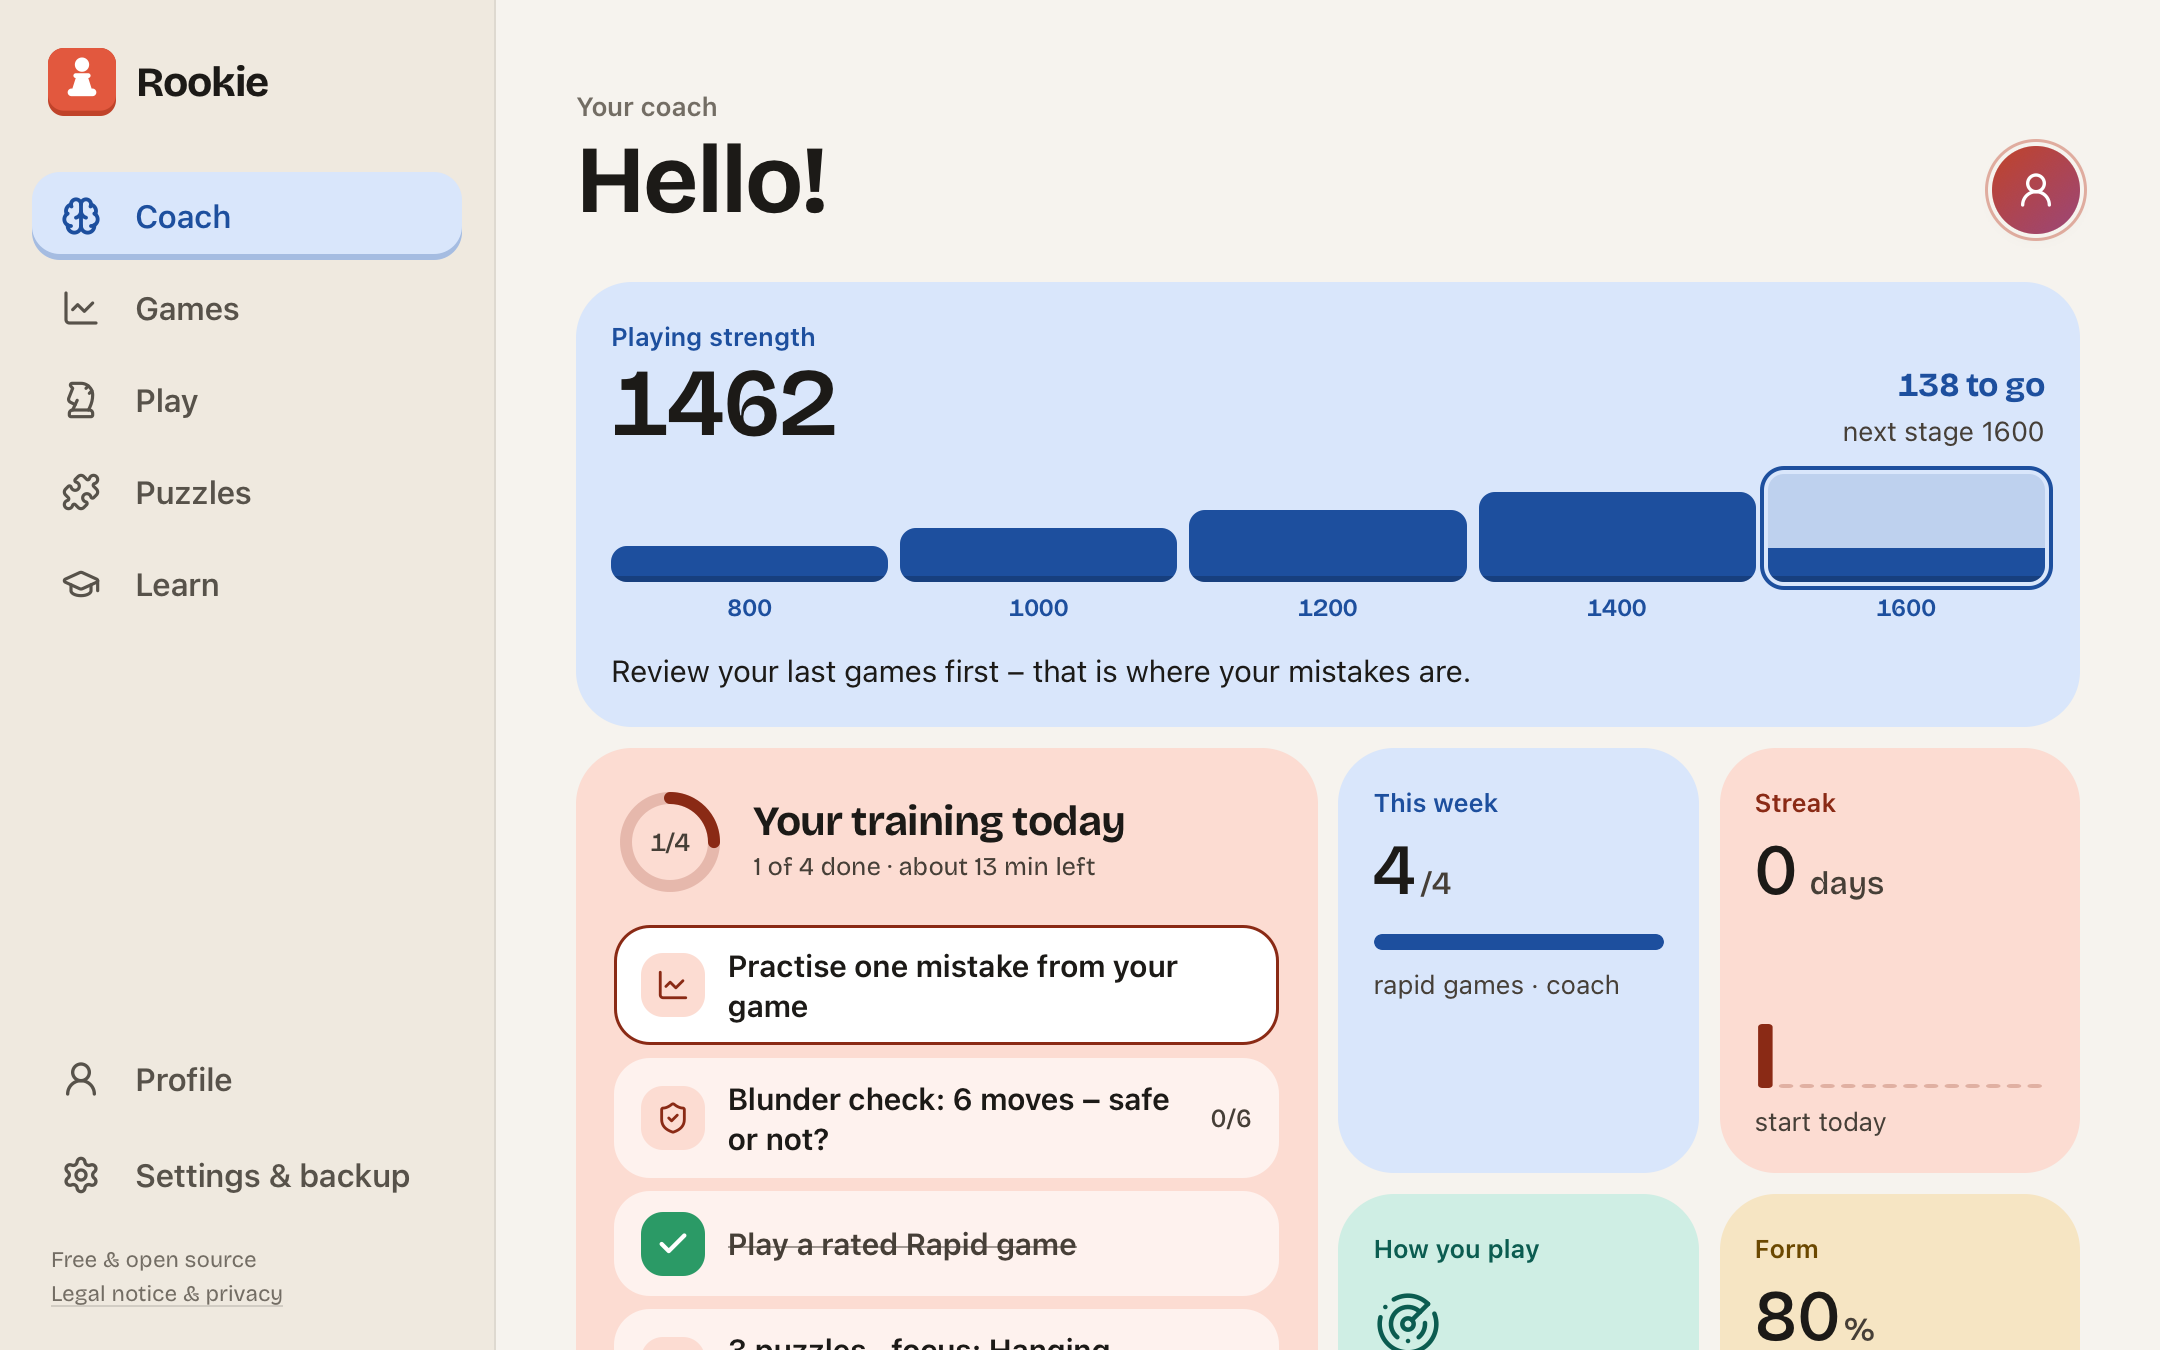 Rookie
Coach
Games
Play
Puzzles
Learn
Profile
Settings & backup
Free & open source
Legal notice & privacy
Your coach
Hello!
Playing strength
1462
138 to go
next stage 1600
800
1000
1200
1400
1600
Review your last games first – that is where your mistakes are.
1/4
Your training today
1 of 4 done · about 13 min left
Practise one mistake from your
game
Blunder check: 6 moves – safe
or not?
0/6
Play a rated Rapid game
3 puzzles · focus: Hanging
This week
4/4
rapid games · coach
Streak
0 days
start today
How you play
Form
80%